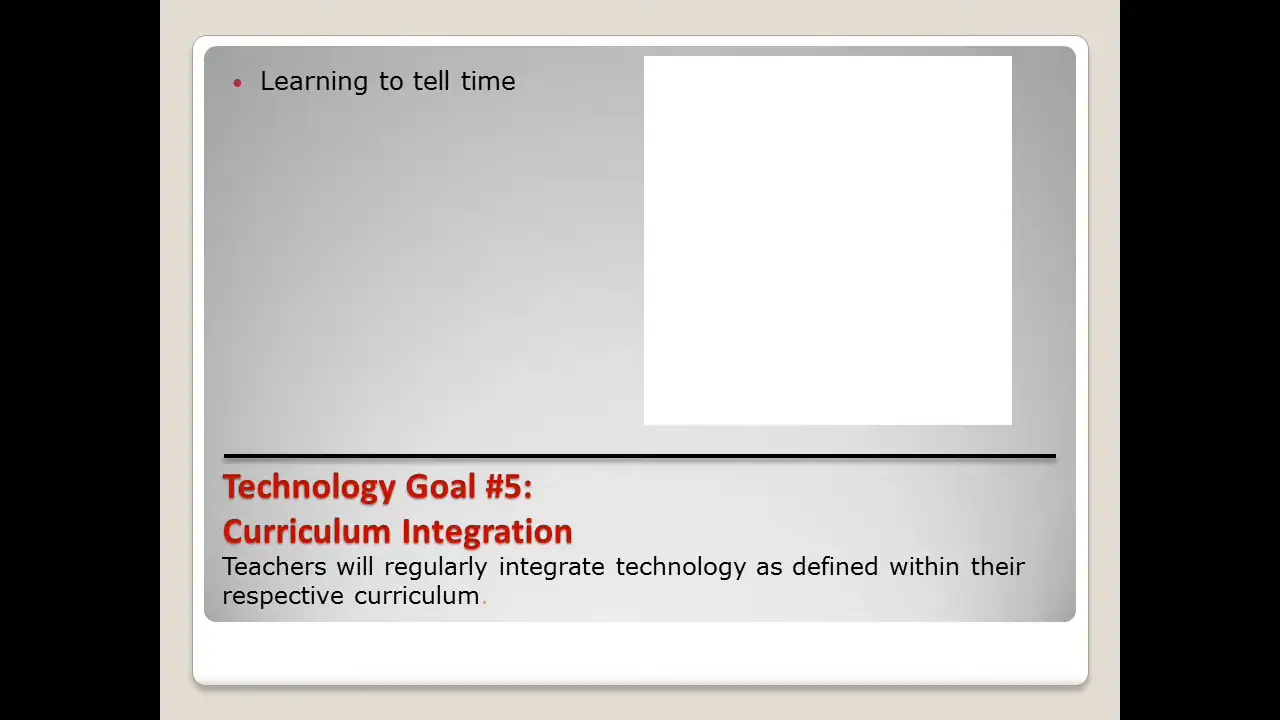 Learning to tell time
Technology Goal #5:
Curriculum Integration
Teachers will regularly integrate technology as defined within their
respective curriculum.